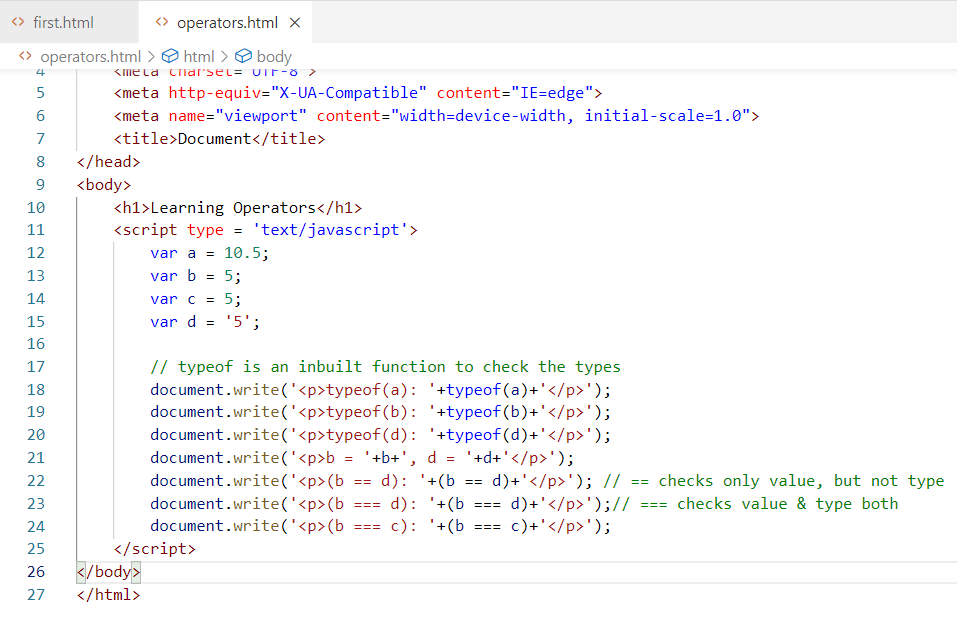 first.html operators.html
operators.html > html > body
4 <meta charset="UTF-8">
5 <meta http-equiv="X-UA-Compatible" content="IE=edge">
6 <meta name="viewport" content="width=device-width, initial-scale=1.0">
7 <title>Document</title>
8 </head>
9 <body>
10 <h1>Learning Operators</h1>
11 <script type = 'text/javascript'>
12 var a = 10.5;
13 var b = 5;
14 var c = 5;
15 var d = '5';
16
17 // typeof is an inbuilt function to check the types
18 document.write('<p>typeof(a): '+typeof(a)+'</p>');
19 document.write('<p>typeof(b): '+typeof(b)+'</p>');
20 document.write('<p>typeof(d): '+typeof(d)+'</p>');
21 document.write('<p>b = '+b+', d = '+d+'</p>');
22 document.write('<p>(b == d): '+(b == d)+'</p>'); // == checks only value, but not type
23 document.write('<p>(b === d): '+(b === d)+'</p>');// === checks value & type both
24 document.write('<p>(b === c): '+(b === c)+'</p>');
25 </script>
26 </body>
27 </html>